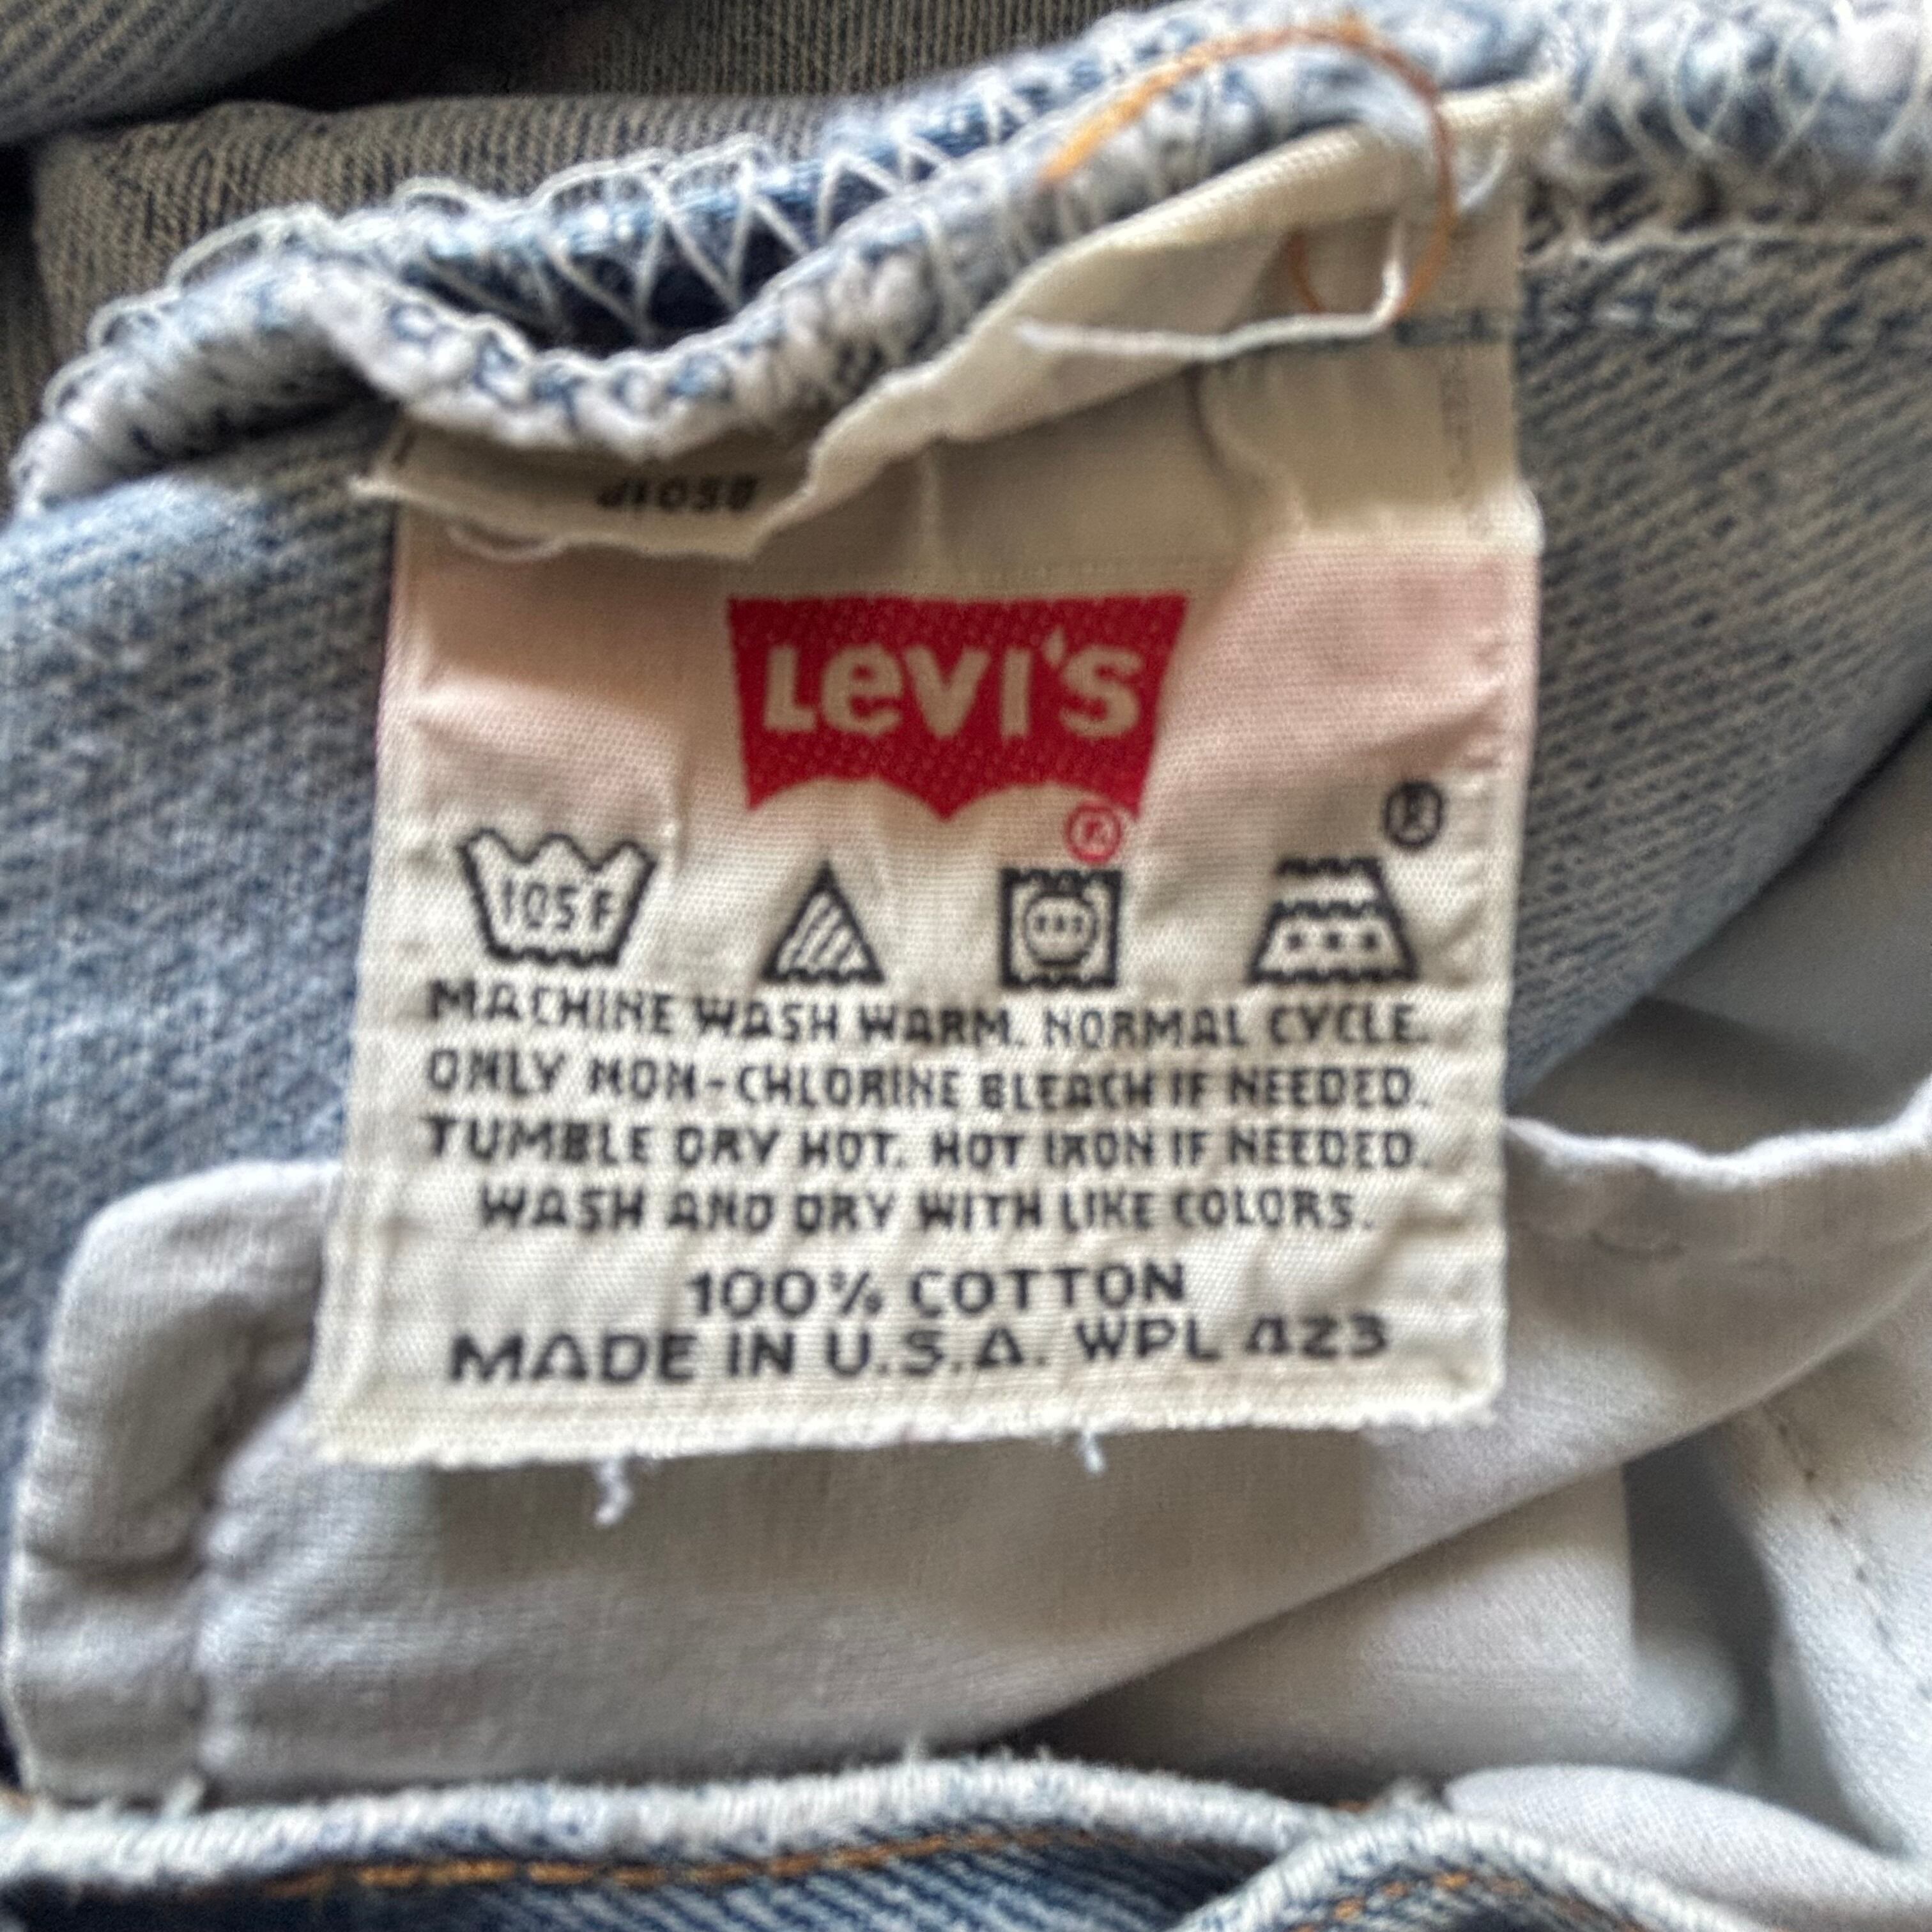 Levi's
®
®
105F
MACHINE WASH WARM. NORMAL CYCLE.
ONLY NON-CHLORINE BLEACH IF NEEDED.
TUMBLE DRY HOT. HOT IRON IF NEEDED.
WASH AND DRY WITH LIKE COLORS.
100% COTTON
MADE IN U.S.A. WPL 423